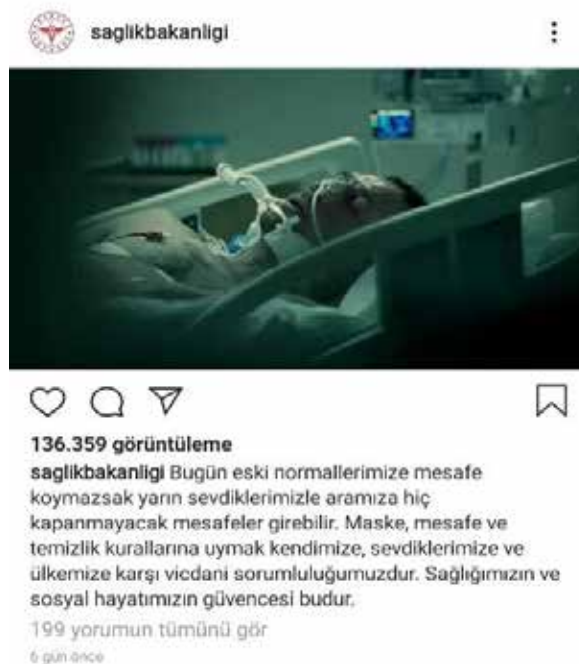 saglikbakanligi
136.359 görüntüleme
saglikbakanligi Bugün eski normallerimize mesafe
koymazsak yarın sevdiklerimizle aramıza hiç
kapanmayacak mesafeler girebilir. Maske, mesafe ve
temizlik kurallarına uymak kendimize, sevdiklerimize ve
ülkemize karşı vicdani sorumluluğumuzdur. Sağlığımızın ve
sosyal hayatımızın güvencesi budur.
199 yorumun tümünü gör
6 gün önce